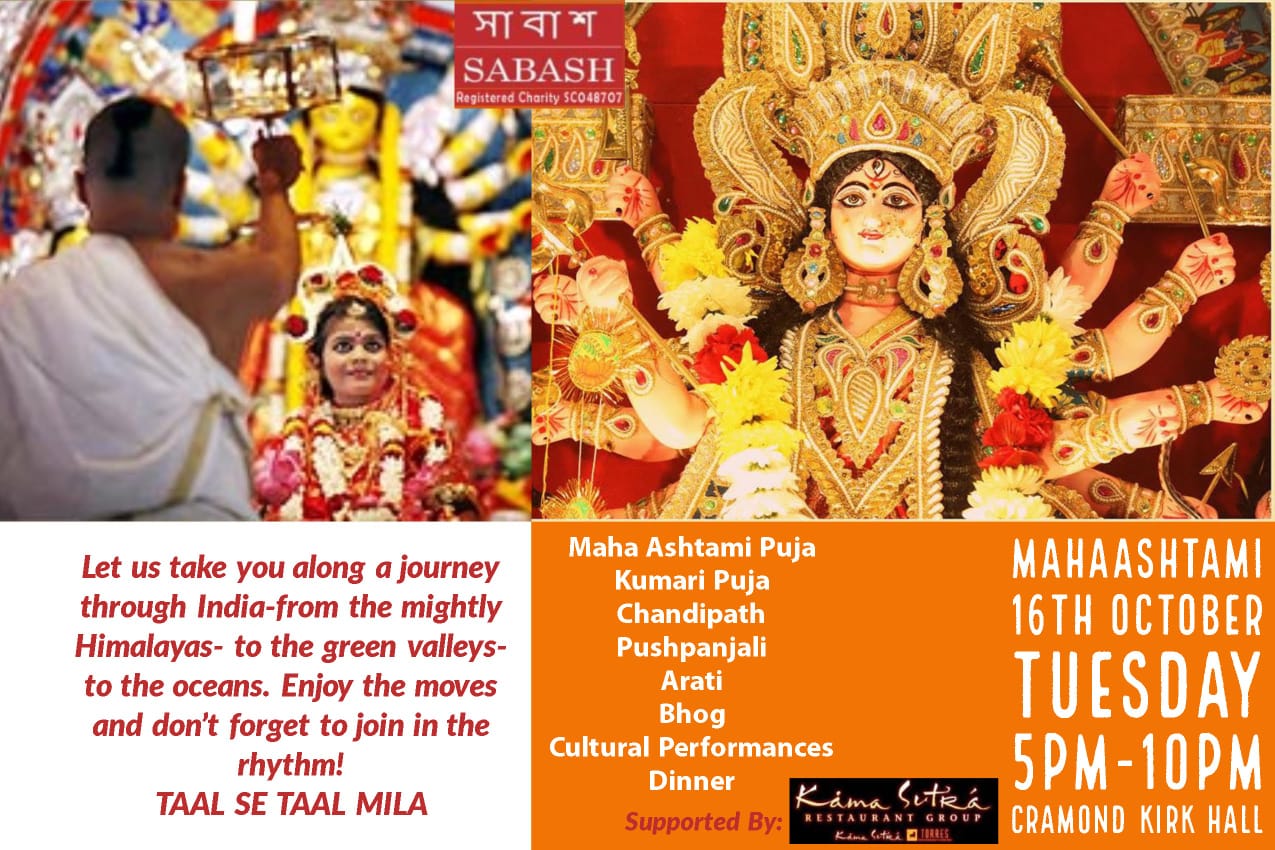 সাবাশ
SABASH
Registered Charity SC048707
Let us take you along a journey
through India-from the mightly
Himalayas- to the green valleys-
to the oceans. Enjoy the moves
and don't forget to join in the
rhythm!
TAAL SE TAAL MILA
Maha Ashtami Puja
Kumari Puja
Chandipath
Pushpanjali
Arati
Bhog
Cultural Performances
Dinner
Supported By:
Kama Sutra
RESTAURANT GROUP
Kama Sutra TORRES
MAHAASHTAMI
16TH OCTOBER
TUESDAY
5PM-10PM
CRAMOND KIRK HALL